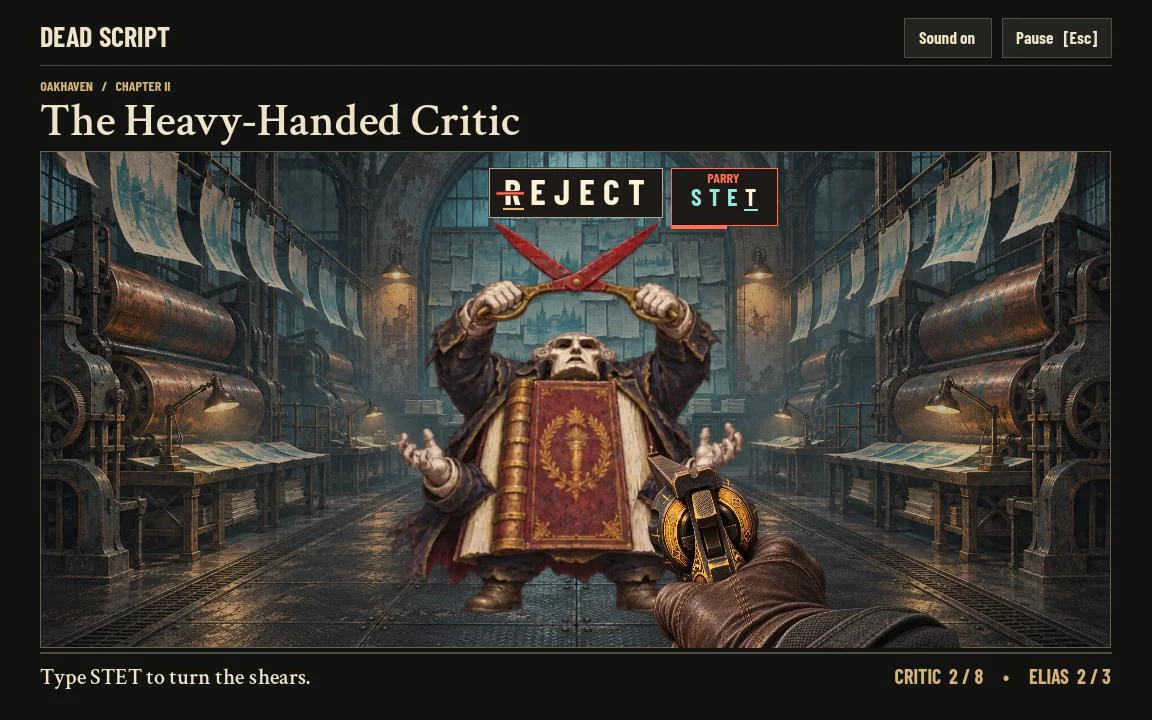 DEAD SCRIPT
Sound on
Pause [Esc]
OAKHAVEN / CHAPTER II
The Heavy-Handed Critic
REJECT
PARRY
STET
Type STET to turn the shears.
CRITIC 2 / 8 • ELIAS 2 / 3